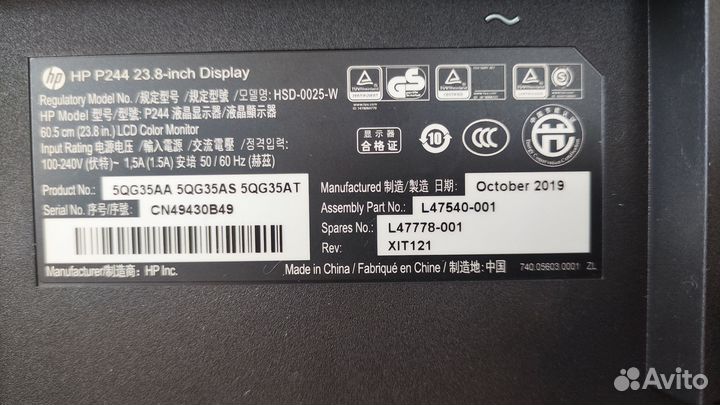 hp HP P244 23.8-inch Display
Regulatory Model No. /规定型号 /規定型號 /모델명: HSD-0025-W
HP Model 型号/型號: P244 液晶显示器/液晶顯示器
60.5 cm (23.8 in.) LCD Color Monitor
Input Rating 电源电压 /輸入電源 /交流電壓 /정격입력:
100-240V (伏特)~ 1,5A (1.5A) 安培 50 / 60 Hz (赫茲)
TÜVRheinland
GS
显示器
合格证
10
CCC
Product No.: 5QG35AA 5QG35AS 5QG35AT
Serial No. 序号/序號: CN49430B49
Manufacturer/制造商: HP Inc.
Manufactured 制造/製造 日期: October 2019
Assembly Part No.: L47540-001
Spares No.: L47778-001
Rev: XIT121
Made in China / Fabriqué en Chine / 制造地: 中国
740.05603.0001 ZL
Avito